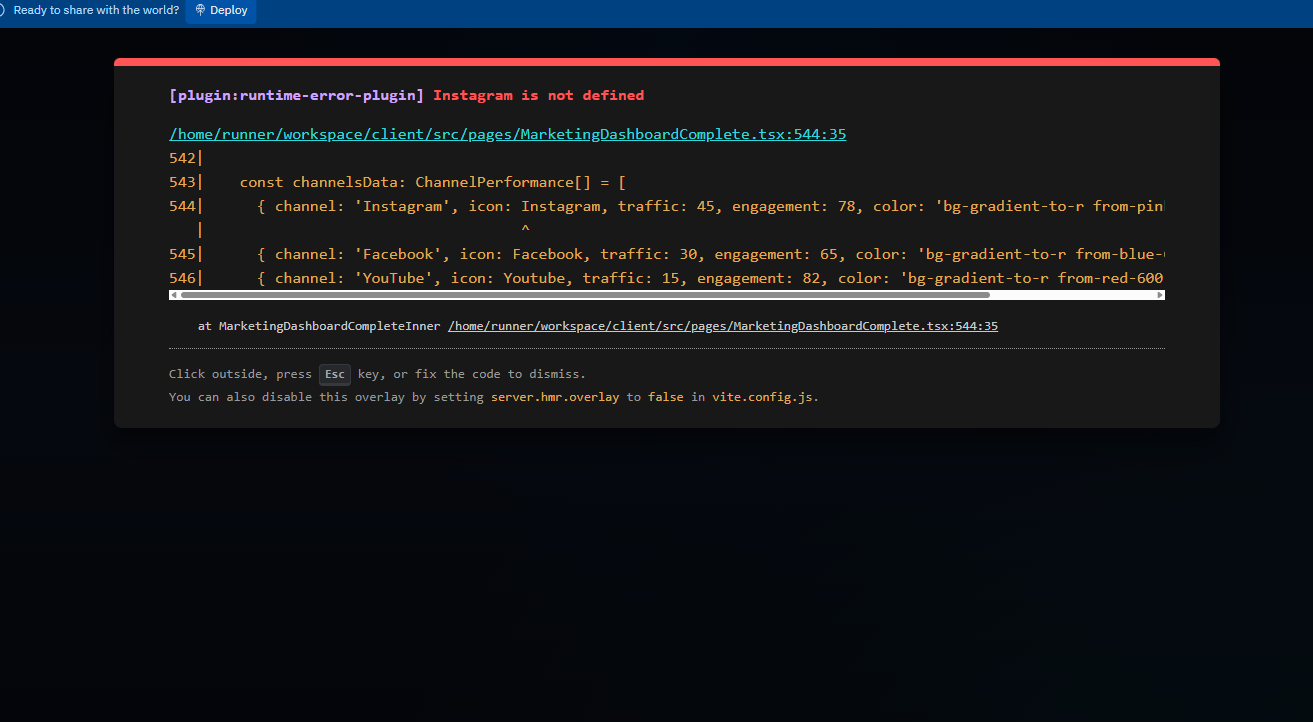 Ready to share with the world? Deploy
[plugin:runtime-error-plugin] Instagram is not defined
/home/runner/workspace/client/src/pages/MarketingDashboardComplete.tsx:544:35
542|
543|    const channelsData: ChannelPerformance[] = [
544|      { channel: 'Instagram', icon: Instagram, traffic: 45, engagement: 78, color: 'bg-gradient-to-r from-pin
   |                                    ^
545|      { channel: 'Facebook', icon: Facebook, traffic: 30, engagement: 65, color: 'bg-gradient-to-r from-blue-
546|      { channel: 'YouTube', icon: Youtube, traffic: 15, engagement: 82, color: 'bg-gradient-to-r from-red-600
at MarketingDashboardCompleteInner /home/runner/workspace/client/src/pages/MarketingDashboardComplete.tsx:544:35
Click outside, press Esc key, or fix the code to dismiss.
You can also disable this overlay by setting server.hmr.overlay to false in vite.config.js.